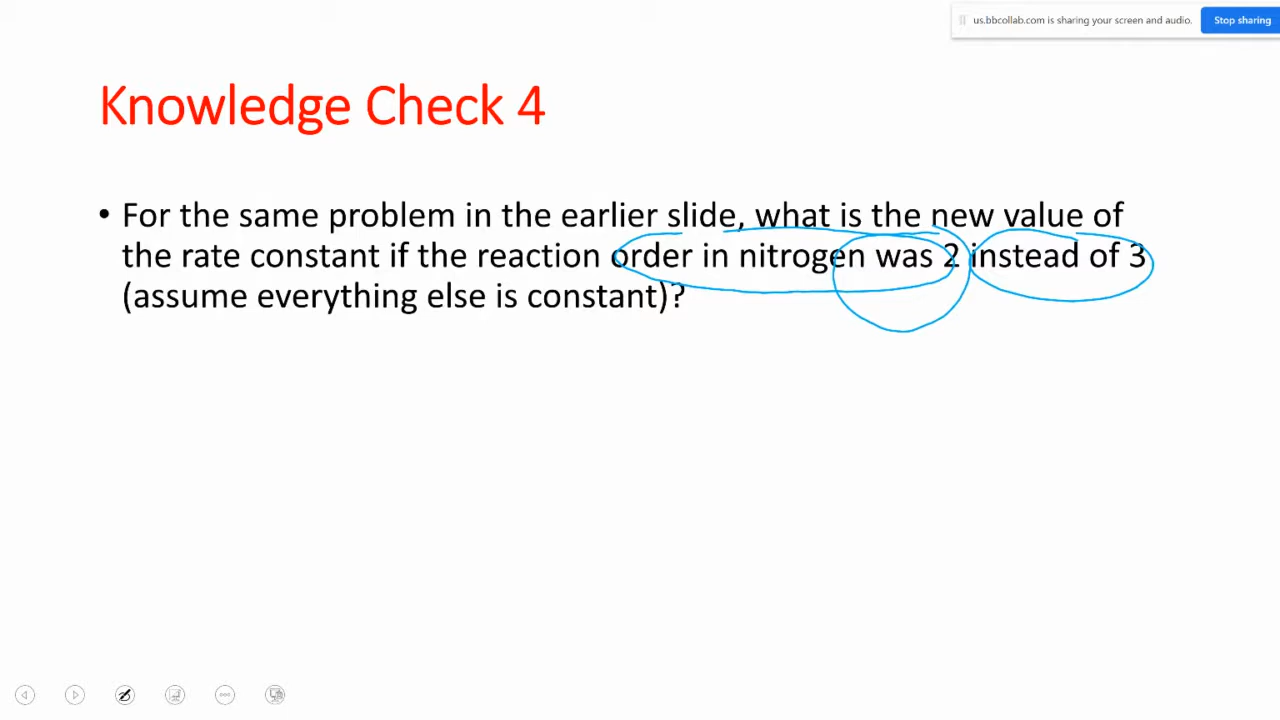 us.bbcollab.com is sharing your screen and audio.
Stop sharing
Knowledge Check 4
• For the same problem in the earlier slide, what is the new value of
the rate constant if the reaction order in nitrogen was 2 instead of 3
(assume everything else is constant)?